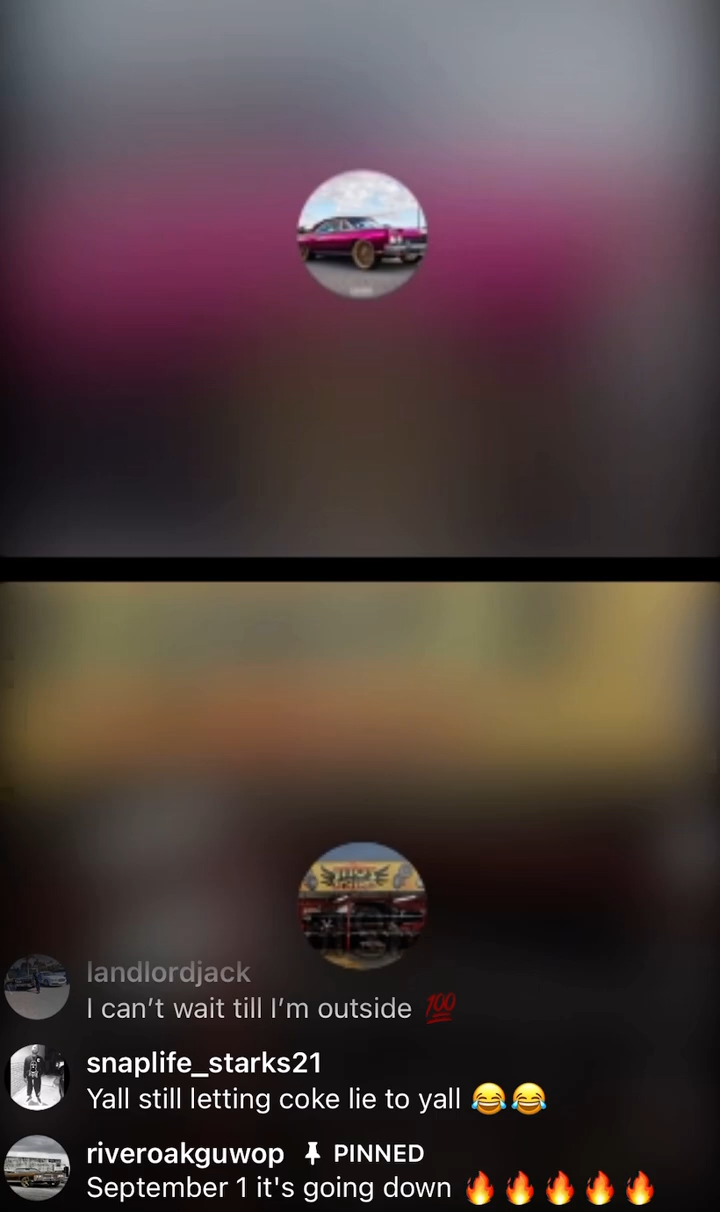 landlordjack
I can’t wait till I’m outside 💯
snaplife_starks21
Yall still letting coke lie to yall 😂😂
riveroakguwop 📌 PINNED
September 1 it's going down 🔥🔥🔥🔥🔥